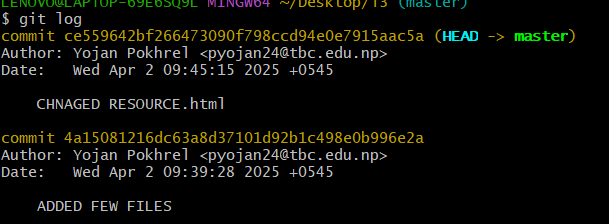 LENOVO@LAPTOP-69E6SQ9L MINGW64 ~/Desktop/T3 (master)
$ git log
commit ce559642bf266473090f798ccd94e0e7915aac5a (HEAD -> master)
Author: Yojan Pokhrel <pyojan24@tbc.edu.np>
Date:   Wed Apr 2 09:45:15 2025 +0545
CHNAGED RESOURCE.html
commit 4a15081216dc63a8d37101d92b1c498e0b996e2a
Author: Yojan Pokhrel <pyojan24@tbc.edu.np>
Date:   Wed Apr 2 09:39:28 2025 +0545
ADDED FEW FILES